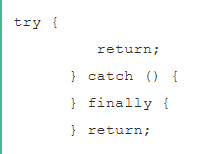 try {
return;
} catch () {
} finally {
} return;